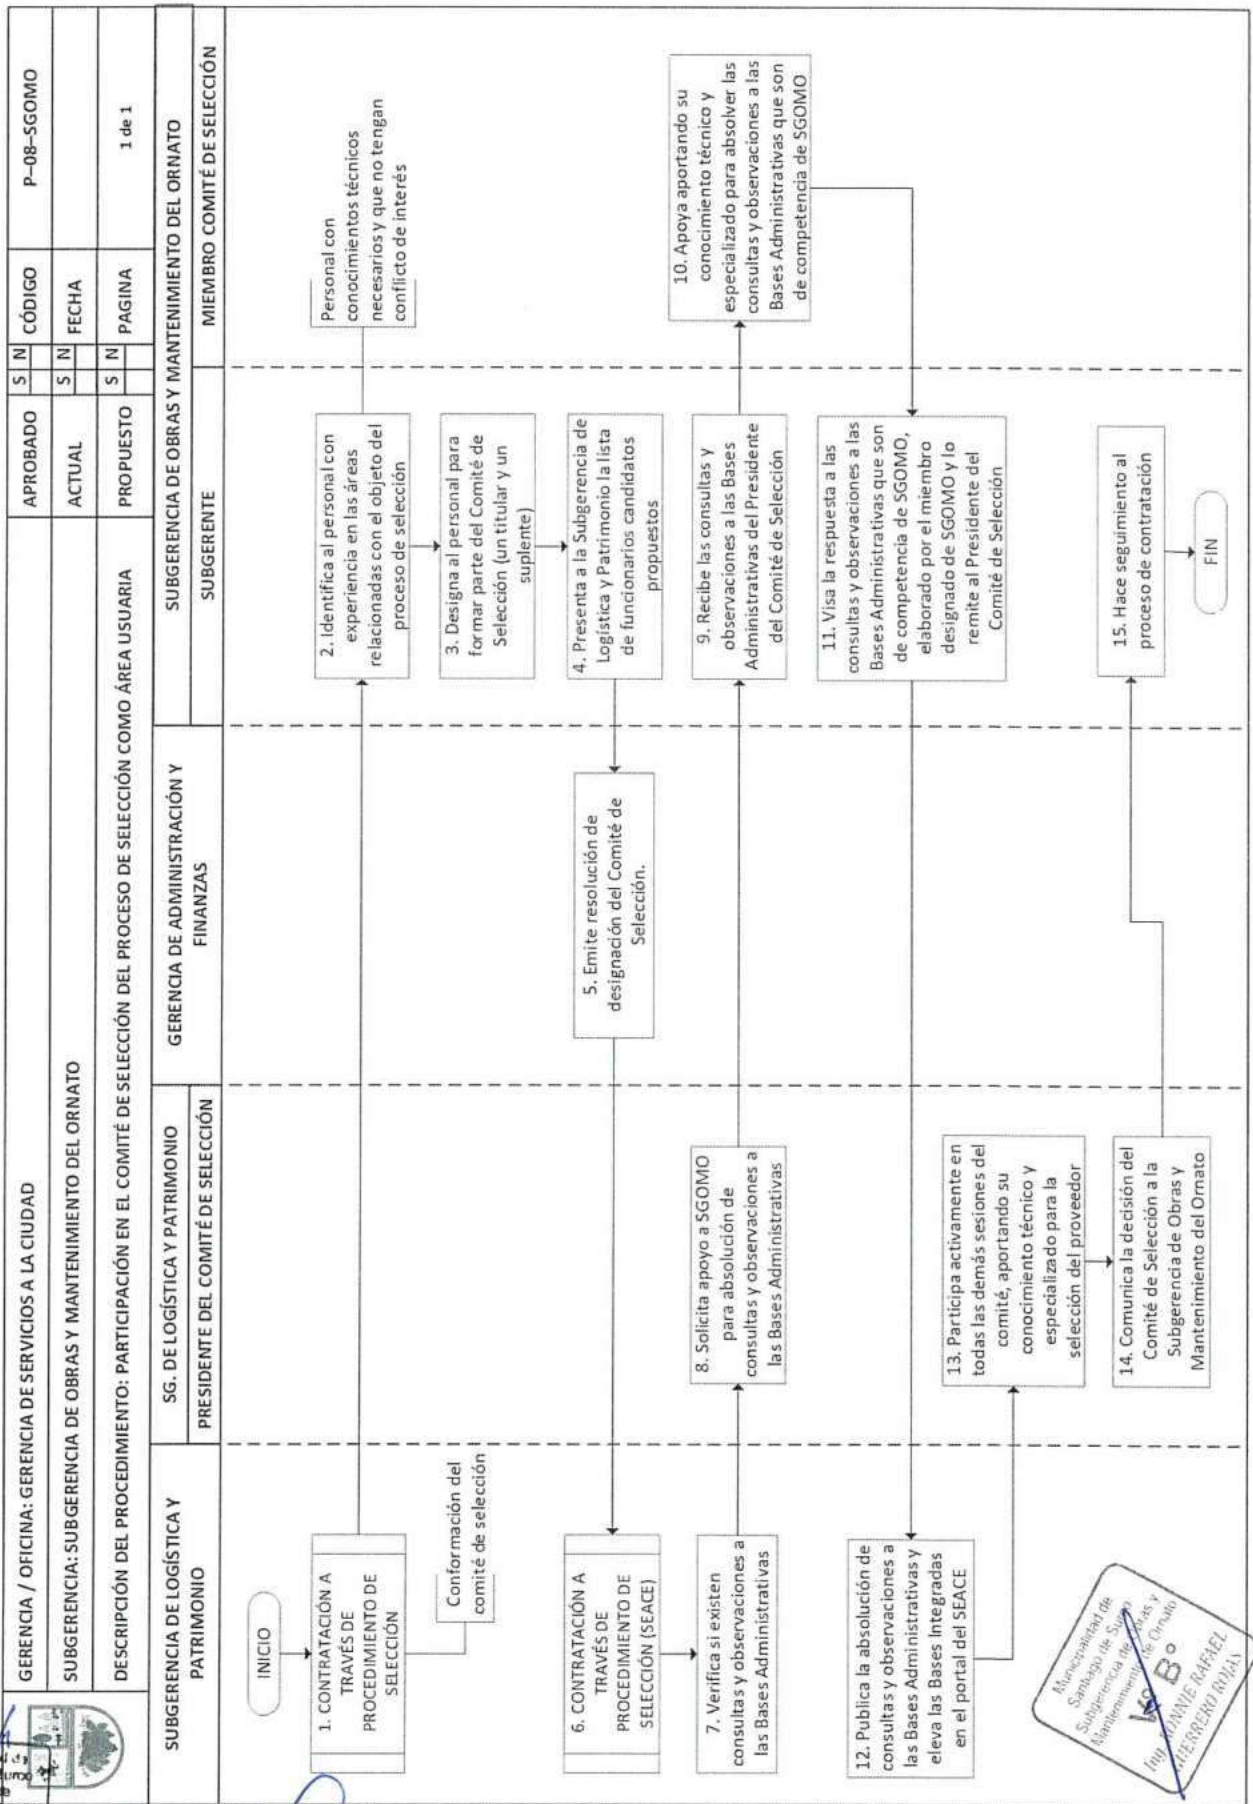 GERENCIA / OFICINA: GERENCIA DE SERVICIOS A LA CIUDAD
APROBADO
S N
CÓDIGO
P-08-SGOMO
SUBGERENCIA: SUBGERENCIA DE OBRAS Y MANTENIMIENTO DEL ORNATO
ACTUAL
S N
FECHA
DESCRIPCIÓN DEL PROCEDIMIENTO: PARTICIPACIÓN EN EL COMITÉ DE SELECCIÓN DEL PROCESO DE SELECCIÓN COMO ÁREA USUARIA
PROPUESTO
S N
PAGINA
1 de 1
SUBGERENCIA DE LOGÍSTICA Y
PATRIMONIO
SG. DE LOGÍSTICA Y PATRIMONIO
PRESIDENTE DEL COMITÉ DE SELECCIÓN
GERENCIA DE ADMINISTRACIÓN Y
FINANZAS
SUBGERENCIA DE OBRAS Y MANTENIMIENTO DEL ORNATO
SUBGERENTE
MIEMBRO COMITÉ DE SELECCIÓN
INICIO
1. CONTRATACIÓN A
TRAVÉS DE
PROCEDIMIENTO DE
SELECCIÓN
Conformación del
comité de selección
2. Identifica al personal con
experiencia en las áreas
relacionadas con el objeto del
proceso de selección
Personal con
conocimientos técnicos
necesarios y que no tengan
conflicto de interés
3. Designa al personal para
formar parte del Comité de
Selección (un titular y un
suplente)
4. Presenta a la Subgerencia de
Logística y Patrimonio la lista
de funcionarios candidatos
propuestos
5. Emite resolución de
designación del Comité de
Selección.
6. CONTRATACIÓN A
TRAVÉS DE
PROCEDIMIENTO DE
SELECCIÓN (SEACE)
7. Verifica si existen
consultas y observaciones a
las Bases Administrativas
8. Solicita apoyo a SGOMO
para absolución de
consultas y observaciones a
las Bases Administrativas
9. Recibe las consultas y
observaciones a las Bases
Administrativas del Presidente
del Comité de Selección
10. Apoya aportando su
conocimiento técnico y
especializado para absolver las
consultas y observaciones a las
Bases Administrativas que son
de competencia de SGOMO
11. Visa la respuesta a las
consultas y observaciones a las
Bases Administrativas que son
de competencia de SGOMO,
elaborado por el miembro
designado de SGOMO y lo
remite al Presidente del
Comité de Selección
12. Publica la absolución de
consultas y observaciones a
las Bases Administrativas y
eleva las Bases Integradas
en el portal del SEACE
13. Participa activamente en
todas las demás sesiones del
comité, aportando su
conocimiento técnico y
especializado para la
selección del proveedor
14. Comunica la decisión del
Comité de Selección a la
Subgerencia de Obras y
Mantenimiento del Ornato
15. Hace seguimiento al
proceso de contratación
FIN
Municipalidad de
Santiago de Surco
Subgerencia de Obras y
Mantenimiento de Ornato
V° B°
Ing. RONNIE RAFAEL
GUERRERO ROJAS